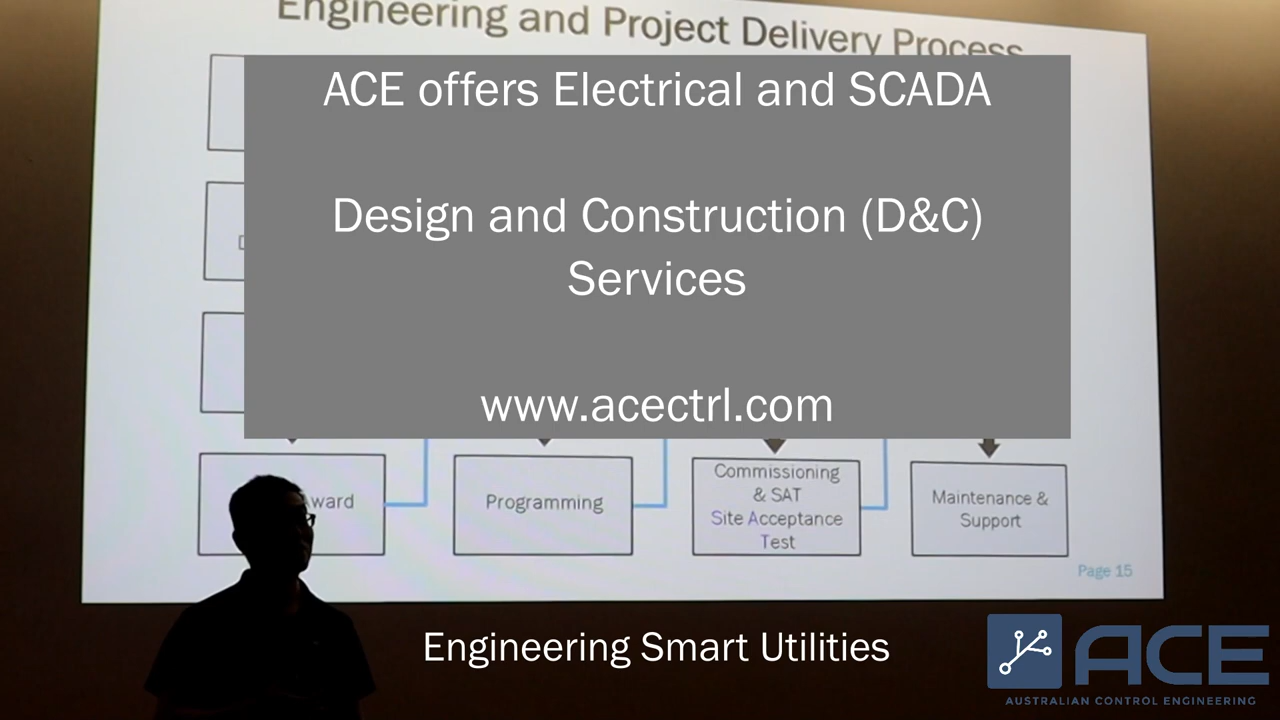 Engineering and Project Delivery Process
ACE offers Electrical and SCADA
Design and Construction (D&C)
Services
www.acectrl.com
Award
Programming
Commissioning
& SAT
Site Acceptance
Test
Maintenance &
Support
Page 15
Engineering Smart Utilities
ACE
AUSTRALIAN CONTROL ENGINEERING